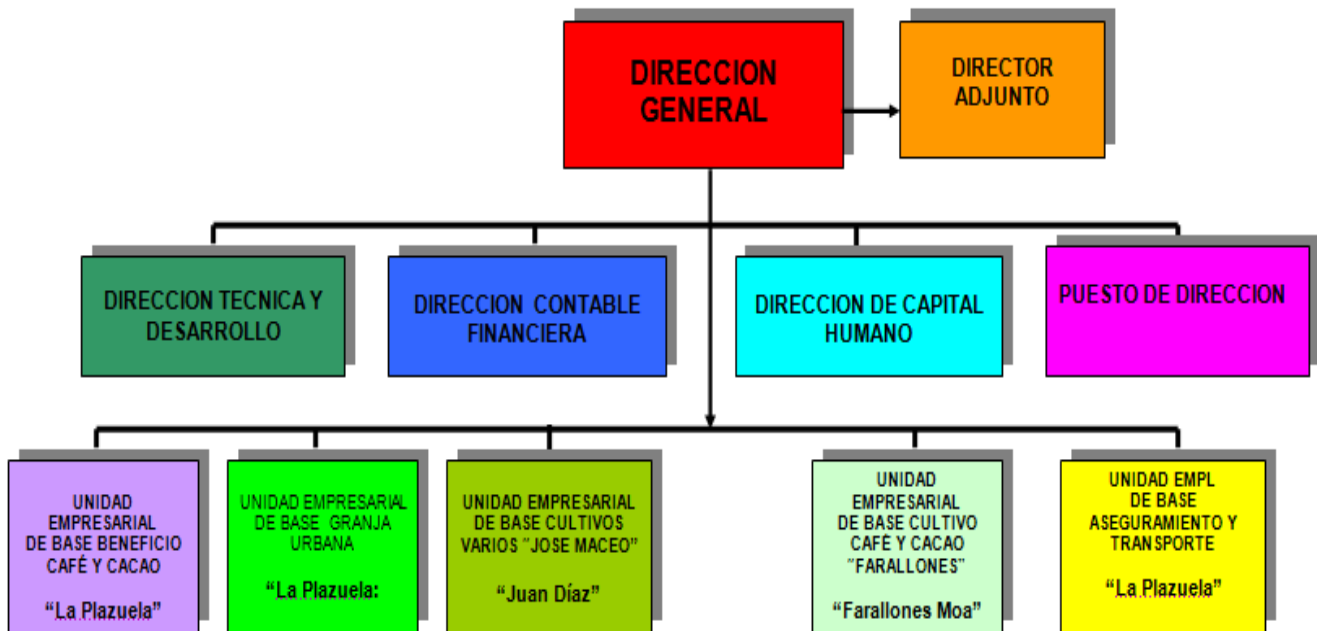 DIRECCION
GENERAL
DIRECTOR
ADJUNTO
DIRECCION TECNICA Y
DESARROLLO
DIRECCION CONTABLE
FINANCIERA
DIRECCION DE CAPITAL
HUMANO
PUESTO DE DIRECCION
UNIDAD
EMPRESARIAL
DE BASE BENEFICIO
CAFÉ Y CACAO
“La Plazuela”
UNIDAD EMPRESARIAL
DE BASE GRANJA
URBANA
“La Plazuela:
UNIDAD EMPRESARIAL
DE BASE CULTIVOS
VARIOS “JOSE MACEO”
“Juan Díaz”
UNIDAD
EMPRESARIAL
DE BASE CULTIVO
CAFÉ Y CACAO
“FARALLONES”
“Farallones Moa”
UNIDAD EMPL
DE BASE
ASEGURAMIENTO Y
TRANSPORTE
“La Plazuela”